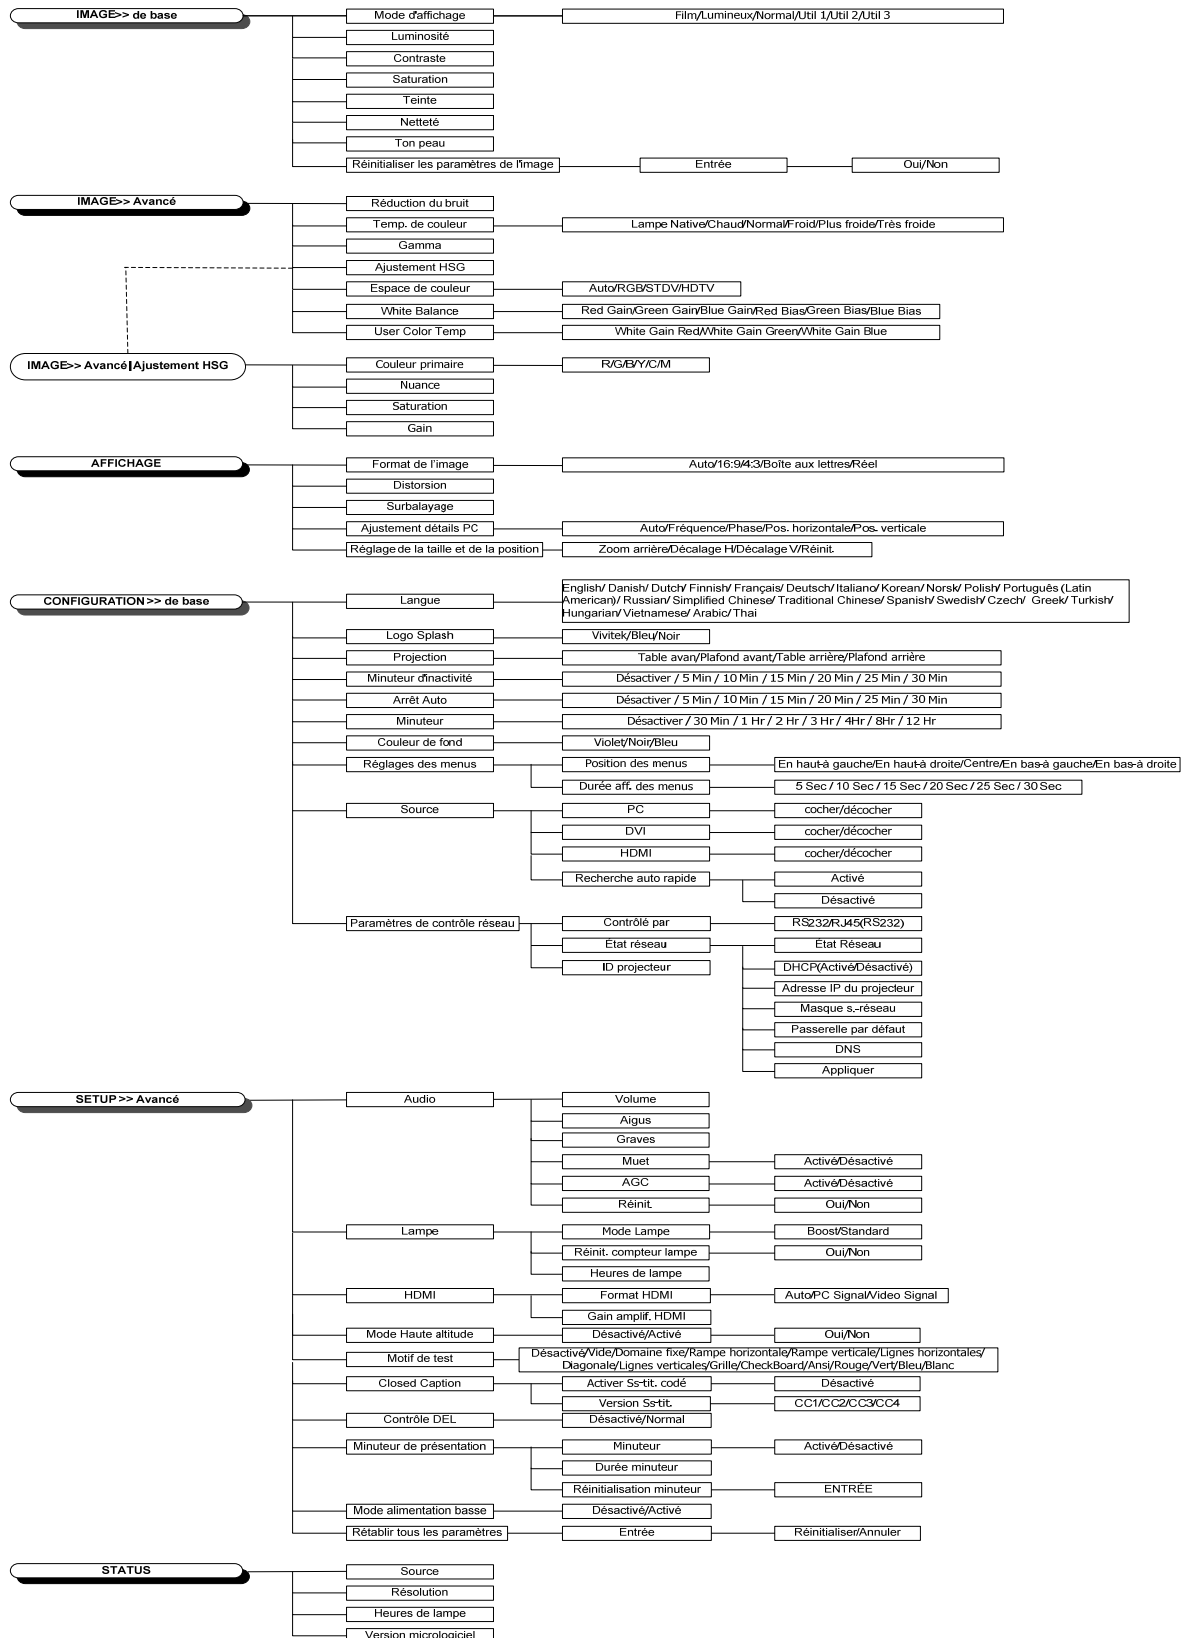 IMAGE>> de base
Mode d'affichage
Film/Lumineux/Normal/Util 1/Util 2/Util 3
Luminosité
Contraste
Saturation
Teinte
Netteté
Ton peau
Réinitialiser les paramètres de l'image
Entrée
Oui/Non
IMAGE>> Avancé
Réduction du bruit
Temp. de couleur
Lampe Native/Chaud/Normal/Froid/Plus froide/Très froide
Gamma
Ajustement HSG
Espace de couleur
Auto/RGB/STDV/HDTV
White Balance
Red Gain/Green Gain/Blue Gain/Red Bias/Green Bias/Blue Bias
User Color Temp
White Gain Red/White Gain Green/White Gain Blue
IMAGE>> Avancé|Ajustement HSG
Couleur primaire
R/G/B/Y/C/M
Nuance
Saturation
Gain
AFFICHAGE
Format de l'image
Auto/16:9/4:3/Boîte aux lettres/Réel
Distorsion
Surbalayage
Ajustement détails PC
Auto/Fréquence/Phase/Pos. horizontale/Pos. verticale
Réglage de la taille et de la position
Zoom arrière/Décalage H/Décalage V/Réinit.
CONFIGURATION>> de base
Langue
English/ Danish/ Dutch/ Finnish/ Français/ Deutsch/ Italiano/ Korean/ Norsk/ Polish/ Português (Latin
American)/ Russian/ Simplified Chinese/ Traditional Chinese/ Spanish/ Swedish/ Czech/ Greek/ Turkish/
Hungarian/ Vietnamese/ Arabic/ Thai
Logo Splash
Vivitek/Bleu/Noir
Projection
Table avan/Plafond avant/Table arrière/Plafond arrière
Minuteur d'inactivité
Désactiver / 5 Min / 10 Min / 15 Min / 20 Min / 25 Min / 30 Min
Arrêt Auto
Désactiver / 5 Min / 10 Min / 15 Min / 20 Min / 25 Min / 30 Min
Minuteur
Désactiver / 30 Min / 1 Hr / 2 Hr / 3 Hr / 4Hr / 8Hr / 12 Hr
Couleur de fond
Violet/Noir/Bleu
Réglages des menus
Position des menus
En haut-à gauche/En haut-à droite/Centre/En bas-à gauche/En bas-à droite
Durée aff. des menus
5 Sec / 10 Sec / 15 Sec / 20 Sec / 25 Sec / 30 Sec
Source
PC
cocher/décocher
DVI
cocher/décocher
HDMI
cocher/décocher
Recherche auto rapide
Activé
Désactivé
Paramètres de contrôle réseau
Contrôlé par
RS232/RJ45(RS232)
État réseau
État Réseau
ID projecteur
DHCP(Activé/Désactivé)
Adresse IP du projecteur
Masque s.-réseau
Passerelle par défaut
DNS
Appliquer
SETUP>> Avancé
Audio
Volume
Aigus
Graves
Muet
Activé/Désactivé
AGC
Activé/Désactivé
Réinit.
Oui/Non
Lampe
Mode Lampe
Boost/Standard
Réinit. compteur lampe
Oui/Non
Heures de lampe
HDMI
Format HDMI
Auto/PC Signal/Video Signal
Gain amplif. HDMI
Mode Haute altitude
Désactivé/Activé
Oui/Non
Motif de test
Désactivé/Vide/Domaine fixe/Rampe horizontale/Rampe verticale/Lignes horizontales/
Diagonale/Lignes verticales/Grille/CheckBoard/Ansi/Rouge/Vert/Bleu/Blanc
Closed Caption
Activer Ss-tit. codé
Désactivé
Version Ss-tit.
CC1/CC2/CC3/CC4
Contrôle DEL
Désactivé/Normal
Minuteur de présentation
Minuteur
Activé/Désactivé
Durée minuteur
Réinitialisation minuteur
ENTRÉE
Mode alimentation basse
Désactivé/Activé
Rétablir tous les paramètres
Entrée
Réinitialiser/Annuler
STATUS
Source
Résolution
Heures de lampe
Version micrologiciel